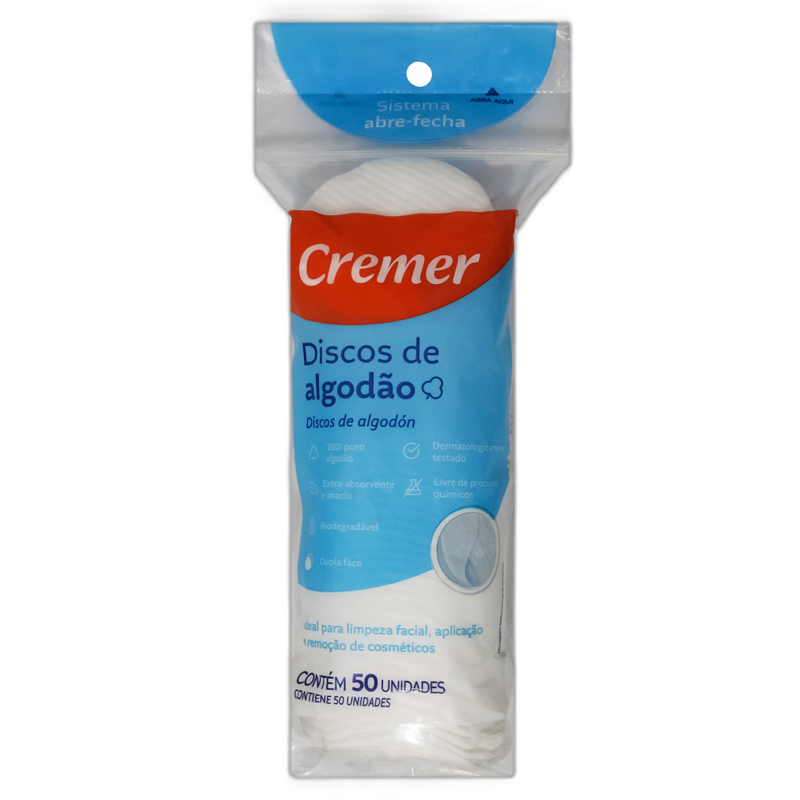 ABRA AQUI
Sistema
abre-fecha
Cremer
Discos de
algodão
Discos de algodón
100% puro
algodão
Extra-absorvente
e macio
Biodegradável
Dupla face
Dermatologicamente
testado
Livre de produtos
químicos
Ideal para limpeza facial, aplicação
e remoção de cosméticos
CONTÉM 50 UNIDADES
CONTIENE 50 UNIDADES